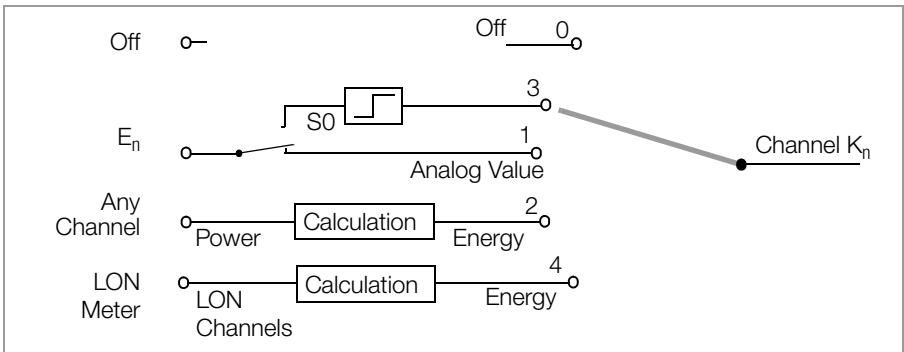 Off
Off 0
3
S0
En
1
Analog Value
Channel Kn
Any
Channel
Power
Calculation
2
Energy
LON
Meter
LON
Channels
Calculation
4
Energy